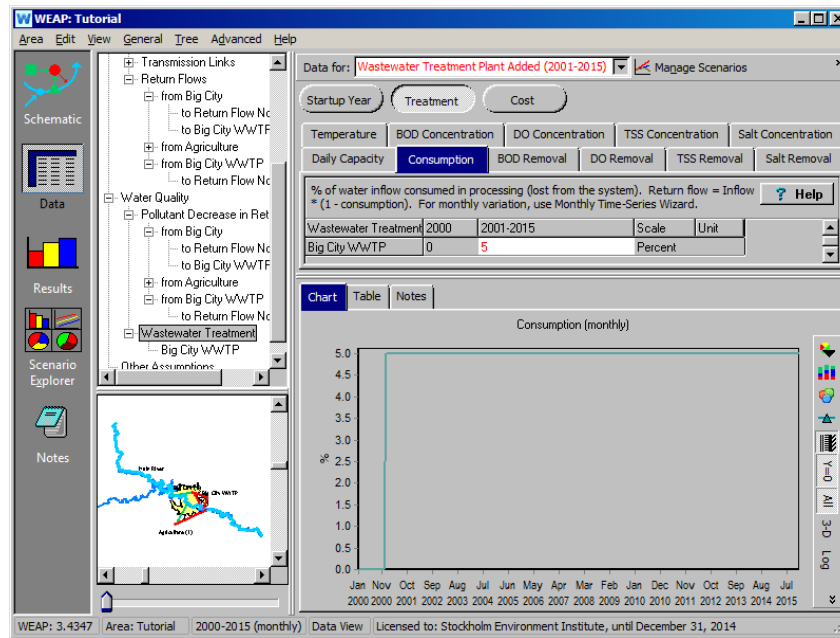 WEAP: Tutorial
Area Edit View General Tree Advanced Help
Schematic
Data
Results
Scenario
Explorer
Notes
Transmission Links
Return Flows
from Big City
to Return Flow Nc
to Big City WWTP
from Agriculture
from Big City WWTP
to Return Flow Nc
Water Quality
Pollutant Decrease in Ret
from Big City
to Return Flow Nc
to Big City WWTF
from Agriculture
from Big City WWTP
to Return Flow Nc
Wastewater Treatment
Big City WWTP
Other Assumptions
Main River
Big City WWTP
Agriculture (1)
Data for: Wastewater Treatment Plant Added (2001-2015) Manage Scenarios
Startup Year Treatment Cost
Temperature BOD Concentration DO Concentration TSS Concentration Salt Concentration
Daily Capacity Consumption BOD Removal DO Removal TSS Removal Salt Removal
% of water inflow consumed in processing (lost from the system). Return flow = Inflow
* (1 - consumption). For monthly variation, use Monthly Time-Series Wizard.
? Help
Wastewater Treatment 2000 2001-2015 Scale Unit
Big City WWTP 0 5 Percent
Chart Table Notes
Consumption (monthly)
5.0
4.5
4.0
3.5
3.0
2.5
2.0
1.5
1.0
0.5
0.0
%
Jan Nov Oct Sep Aug Jul Jun May Apr Mar Feb Jan Dec Nov Oct Sep Aug Jul
2000 2000 2001 2002 2003 2004 2005 2006 2007 2008 2009 2010 2010 2011 2012 2013 2014 2015
Y=0
All
3-D
Log
WEAP: 3.4347 Area: Tutorial 2000-2015 (monthly) Data View Licensed to: Stockholm Environment Institute, until December 31, 2014